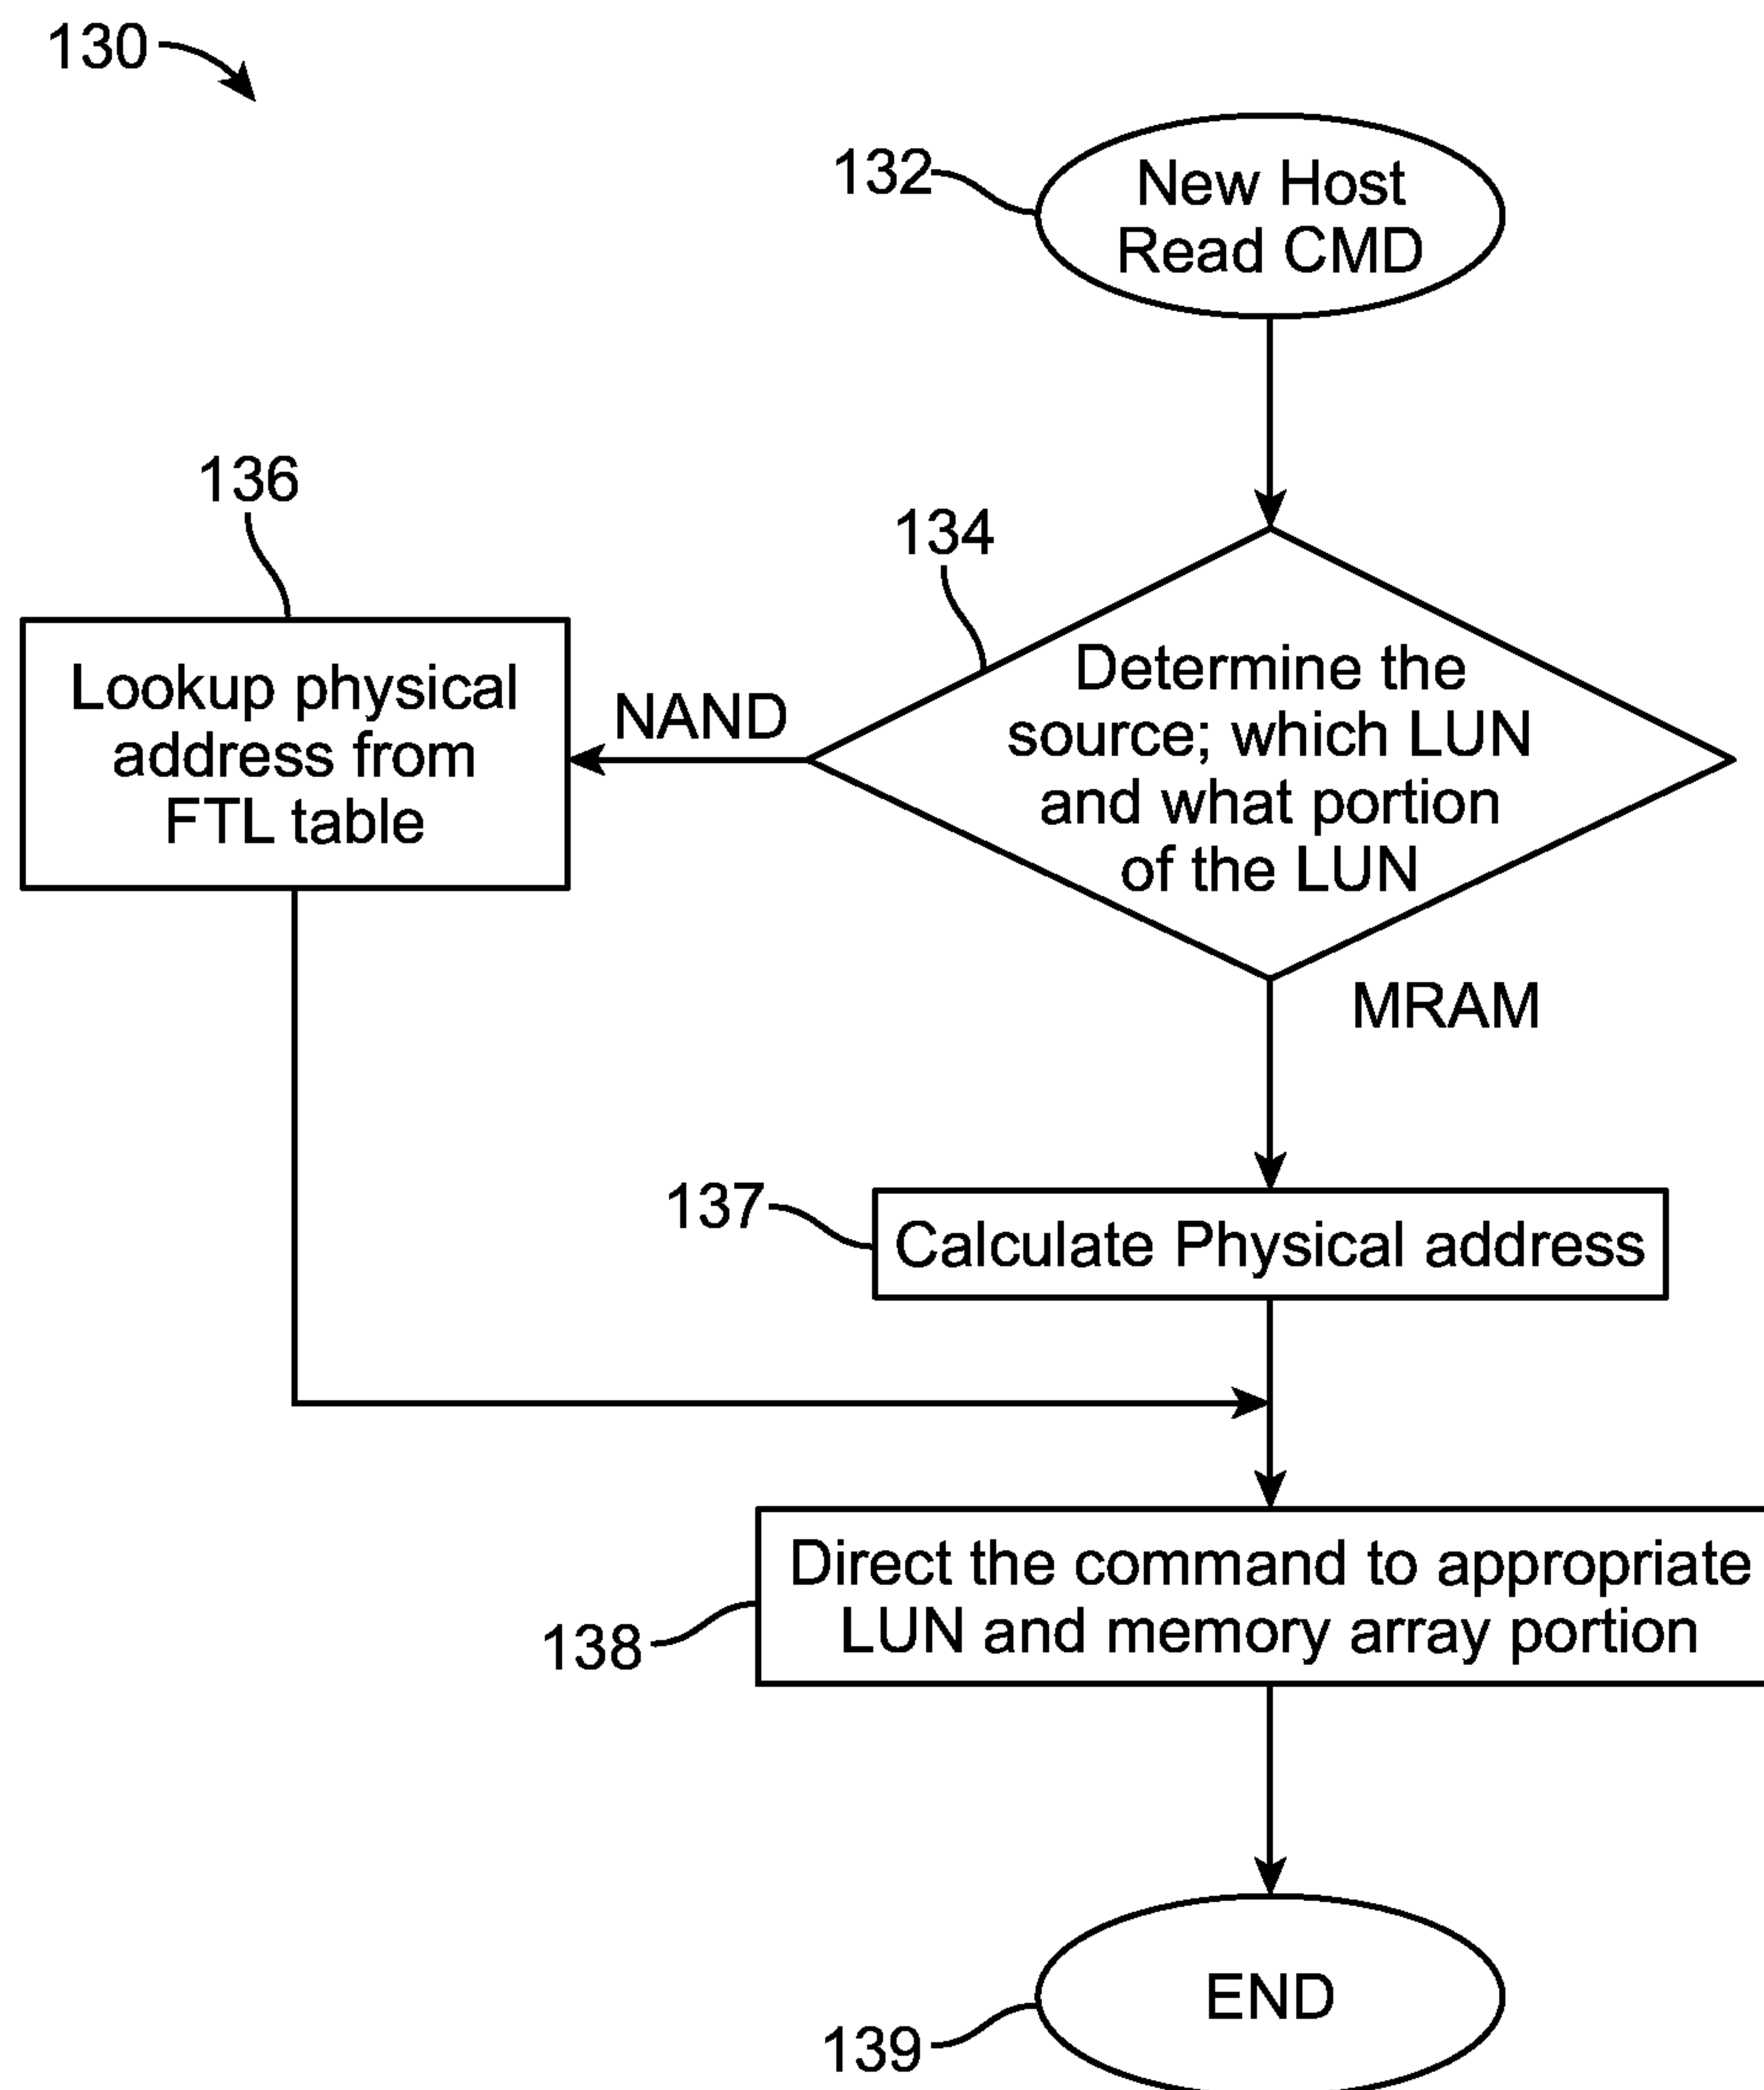 130
132
New Host
Read CMD
136
134
Lookup physical
address from
FTL table
NAND
Determine the
source; which LUN
and what portion
of the LUN
MRAM
137
Calculate Physical address
Direct the command to appropriate
LUN and memory array portion
138
END
139